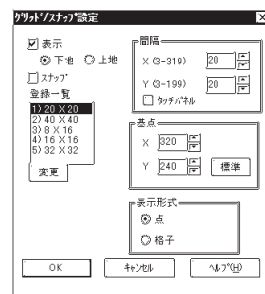 ｸﾞﾘｯﾄﾞ/ｽﾅｯﾌﾟ設定
表示
下地 上地
ｽﾅｯﾌﾟ
登録一覧
1) 20 X 20
2) 40 X 40
3) 8 X 16
4) 16 X 16
5) 32 X 32
変更
間隔
X (3-319) 20
Y (3-199) 20
ﾀｯﾁﾊﾟﾈﾙ
基点
X 320
Y 240 標準
表示形式
点
格子
OK ｷｬﾝｾﾙ ﾍﾙﾌﾟ(H)